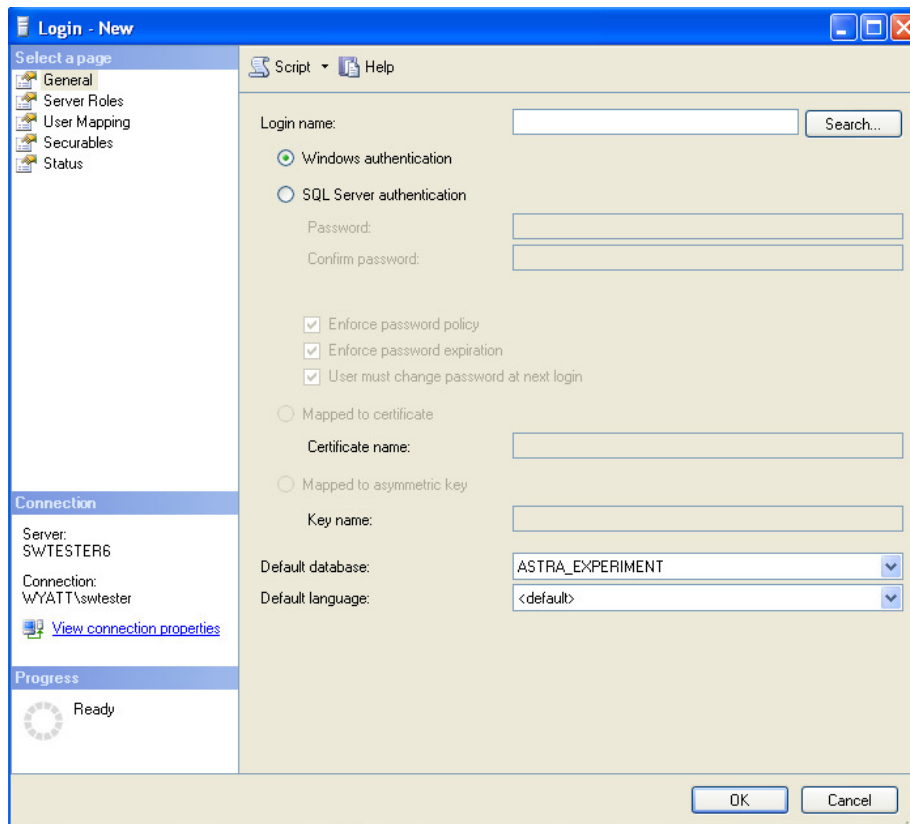 Login - New
Select a page
General
Server Roles
User Mapping
Securables
Status
Script
Help
Login name:
Search...
Windows authentication
SQL Server authentication
Password:
Confirm password:
Enforce password policy
Enforce password expiration
User must change password at next login
Mapped to certificate
Certificate name:
Mapped to asymmetric key
Key name:
Default database:
ASTRA_EXPERIMENT
Default language:
<default>
Connection
Server:
SWTESTER6
Connection:
WYATT\swtester
View connection properties
Progress
Ready
OK
Cancel